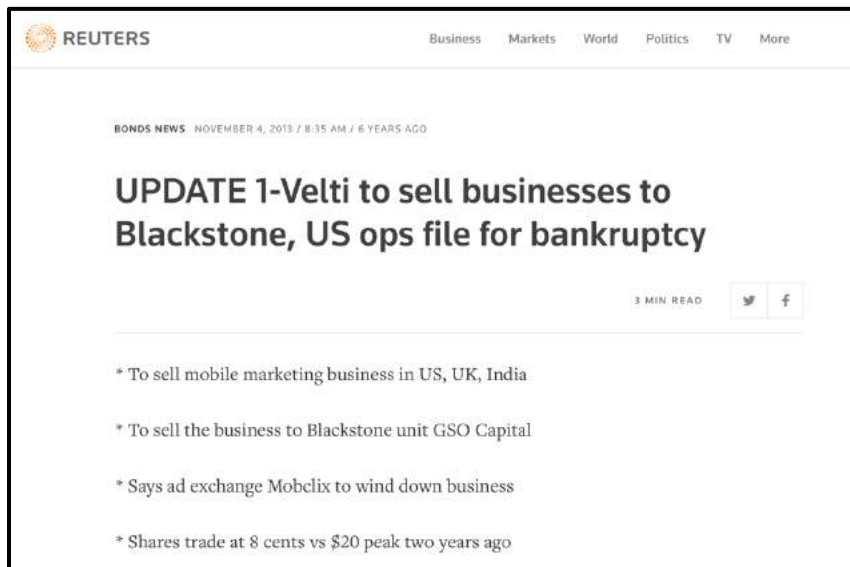 REUTERS
Business Markets World Politics TV More
BONDS NEWS NOVEMBER 4, 2013 / 8:35 AM / 6 YEARS AGO
UPDATE 1-Velti to sell businesses to
Blackstone, US ops file for bankruptcy
3 MIN READ
* To sell mobile marketing business in US, UK, India
* To sell the business to Blackstone unit GSO Capital
* Says ad exchange Mobclix to wind down business
* Shares trade at 8 cents vs $20 peak two years ago